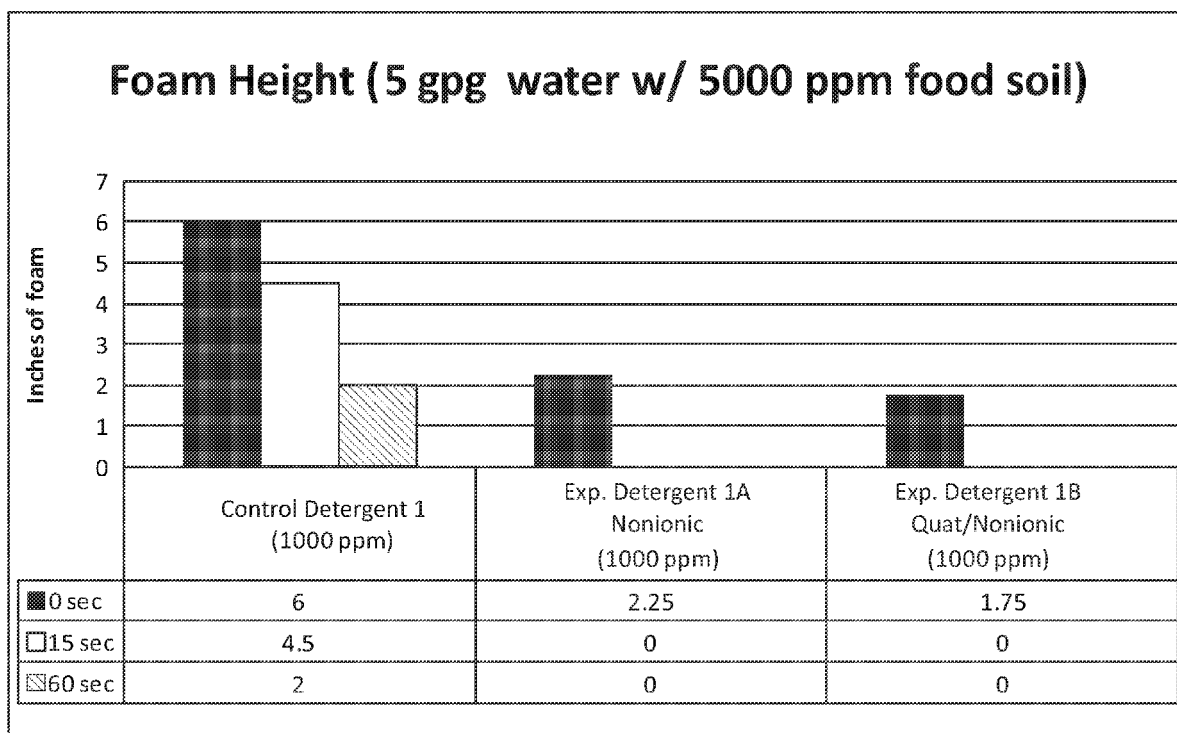 Foam Height (5 gpg water w/ 5000 ppm food soil)
Inches of foam
7
6
5
4
3
2
1
0
Control Detergent 1
(1000 ppm)
Exp. Detergent 1A
Nonionic
(1000 ppm)
Exp. Detergent 1B
Quat/Nonionic
(1000 ppm)
0 sec 6 2.25 1.75
15 sec 4.5 0 0
60 sec 2 0 0